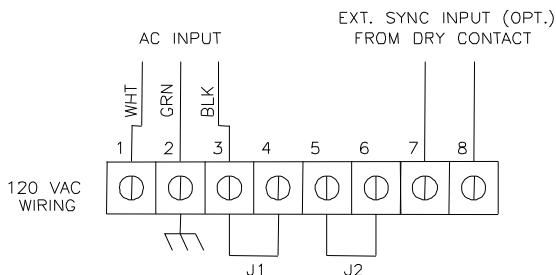 EXT. SYNC INPUT (OPT.)
AC INPUT
FROM DRY CONTACT
WHT
GRN
BLK
1 2 3 4 5 6 7 8
120 VAC
WIRING
J1 J2